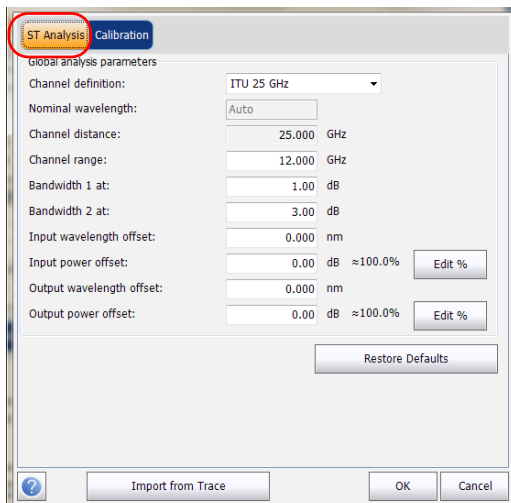 ST Analysis Calibration
Global analysis parameters
Channel definition: ITU 25 GHz
Nominal wavelength: Auto
Channel distance: 25.000 GHz
Channel range: 12.000 GHz
Bandwidth 1 at: 1.00 dB
Bandwidth 2 at: 3.00 dB
Input wavelength offset: 0.000 nm
Input power offset: 0.00 dB ≈100.0% Edit %
Output wavelength offset: 0.000 nm
Output power offset: 0.00 dB ≈100.0% Edit %
Restore Defaults
? Import from Trace OK Cancel